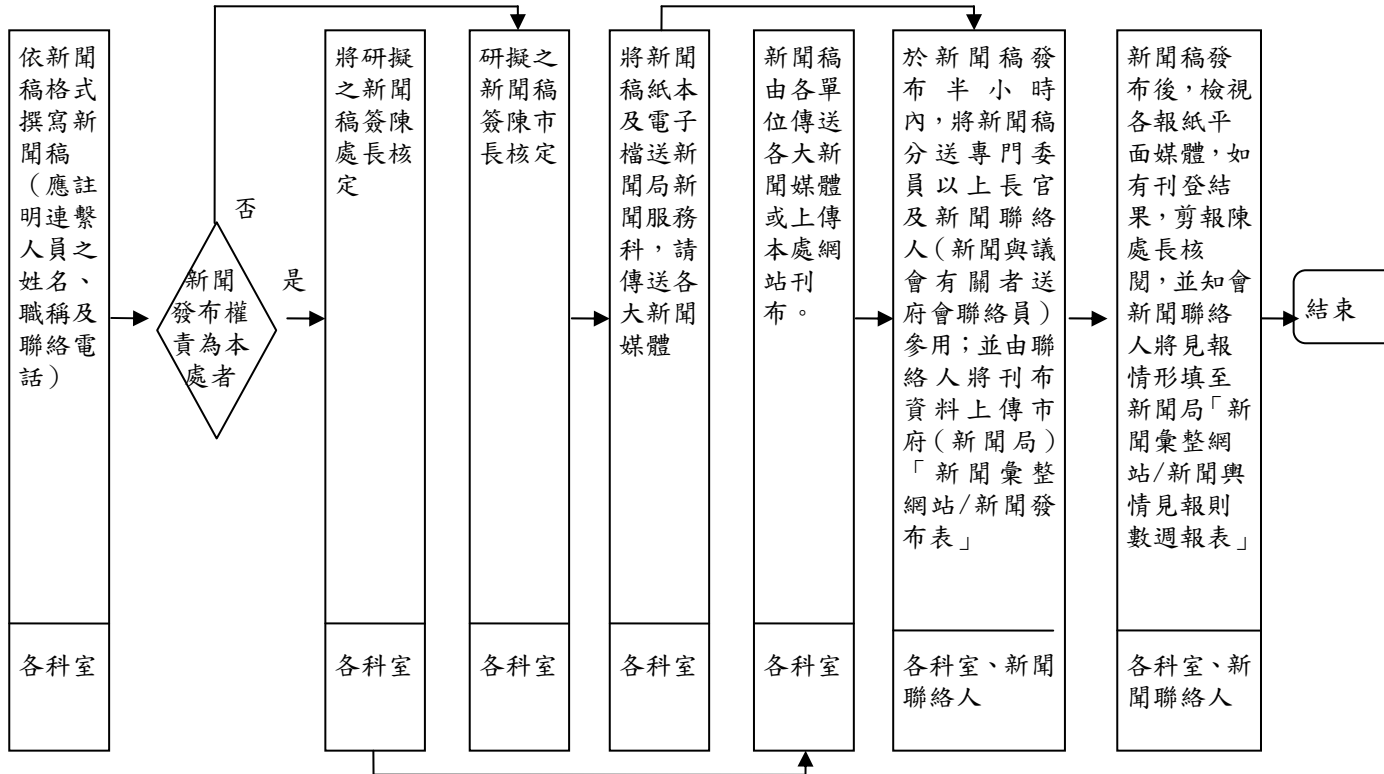 依新聞
稿格式
撰寫新
聞稿
（應註
明連繫
人員之
姓名、
職稱及
聯絡電
話）
各科室
否
新聞
發布權
責為本
處者
是
將研擬
之新聞
稿簽陳
處長核
定
各科室
研擬之
新聞稿
簽陳市
長核定
各科室
將新聞
稿紙本
及電子
檔送新
聞局新
聞服務
科，請
傳送各
大新聞
媒體
各科室
新聞稿
由各單
位傳送
各大新
聞媒體
或上傳
本處網
站刊
布。
各科室
於新聞稿發
布半小時
內，將新聞稿
分送專門委
員以上長官
及新聞聯絡
人（新聞與議
會有關者送
府會聯絡員）
參用；並由聯
絡人將刊布
資料上傳市
府（新聞局）
「新聞彙整
網站/新聞發
布表」
各科室、新聞
聯絡人
新聞稿發
布後，檢視
各報紙平
面媒體，如
有刊登結
果，剪報陳
處長核
閱，並知會
新聞聯絡
人將見報
情形填至
新聞局「新
聞彙整網
站/新聞輿
情見報則
數週報表」
各科室、新
聞聯絡人
結束